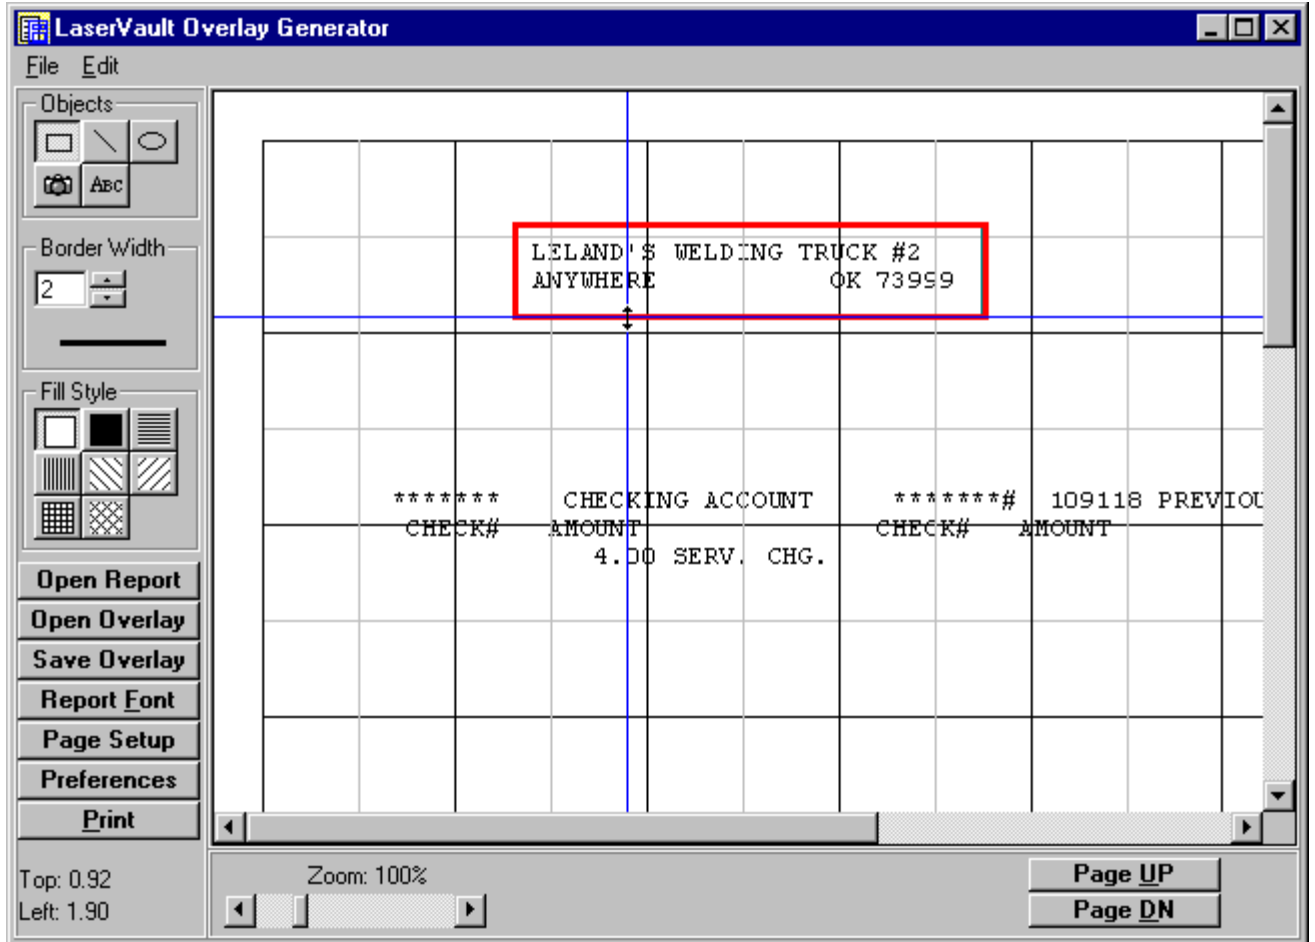 LaserVault Overlay Generator
File Edit
Objects
ABC
Border Width
2
Fill Style
Open Report
Open Overlay
Save Overlay
Report Font
Page Setup
Preferences
Print
Top: 0.92
Left: 1.90
LELAND'S WELDING TRUCK #2
ANYWHERE OK 73999
******* CHECKING ACCOUNT *******# 109118 PREVIOU
CHECK# AMOUNT CHECK# AMOUNT
4.00 SERV. CHG.
Zoom: 100%
Page UP
Page DN